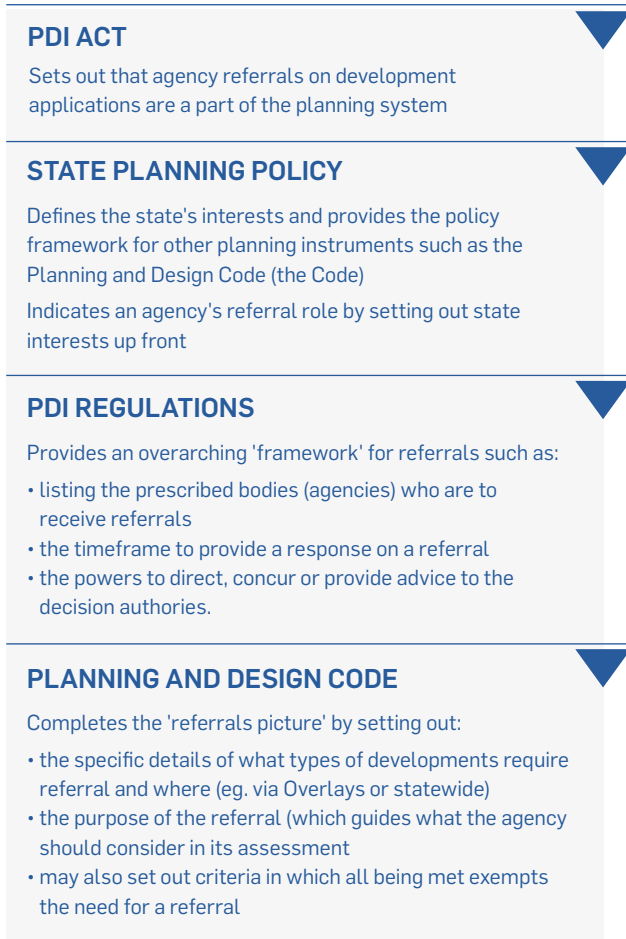 PDI ACT
Sets out that agency referrals on development
applications are a part of the planning system
STATE PLANNING POLICY
Defines the state's interests and provides the policy
framework for other planning instruments such as the
Planning and Design Code (the Code)
Indicates an agency's referral role by setting out state
interests up front
PDI REGULATIONS
Provides an overarching 'framework' for referrals such as:
• listing the prescribed bodies (agencies) who are to
receive referrals
• the timeframe to provide a response on a referral
• the powers to direct, concur or provide advice to the
decision authories.
PLANNING AND DESIGN CODE
Completes the 'referrals picture' by setting out:
• the specific details of what types of developments require
referral and where (eg. via Overlays or statewide)
• the purpose of the referral (which guides what the agency
should consider in its assessment
• may also set out criteria in which all being met exempts
the need for a referral